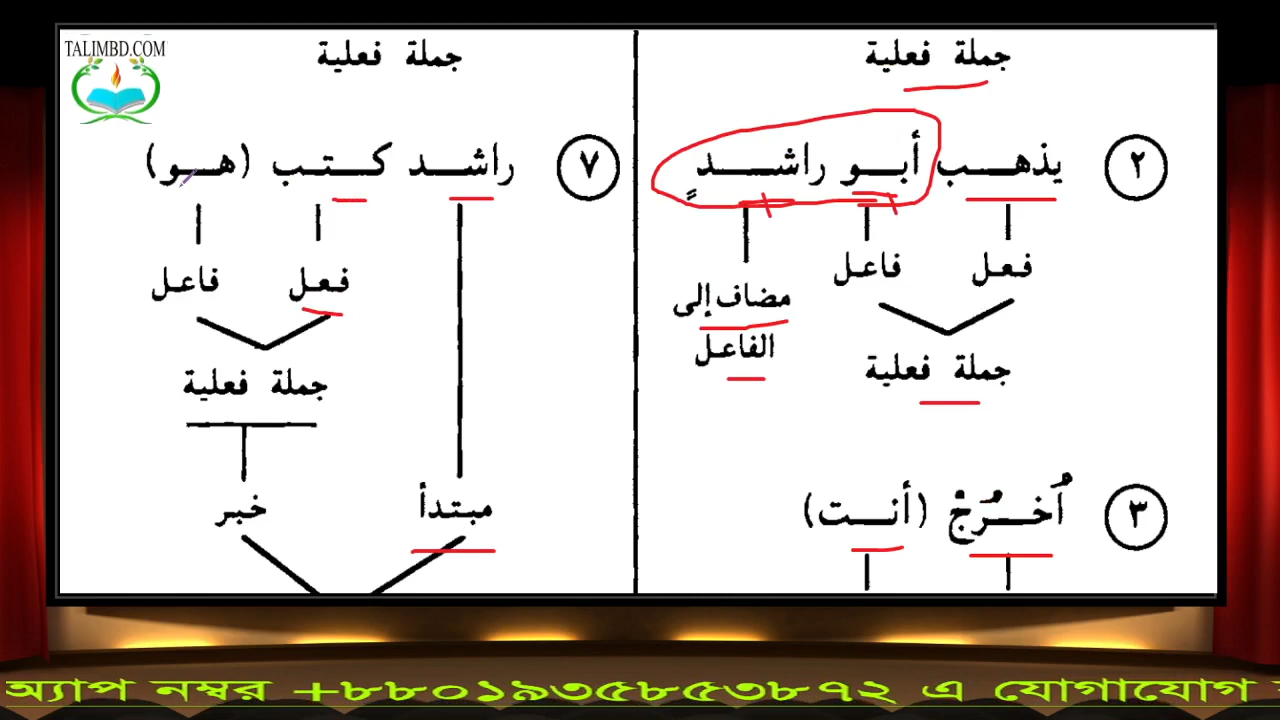 TALIMBD.COM
جملة فعلية
٢
يذهب أبو راشدٍ
فعل
فاعل
مضاف إلى
الفاعل
جملة فعلية
٣
اُخـرُجْ (أنت)
جملة فعلية
٧
راشد كتب (هو)
فعل
فاعل
جملة فعلية
مبتدأ
خبر
অ্যাপ নম্বর +৮৮০১৯৩৫৮৫৩৮৭২ এ যোগাযোগ